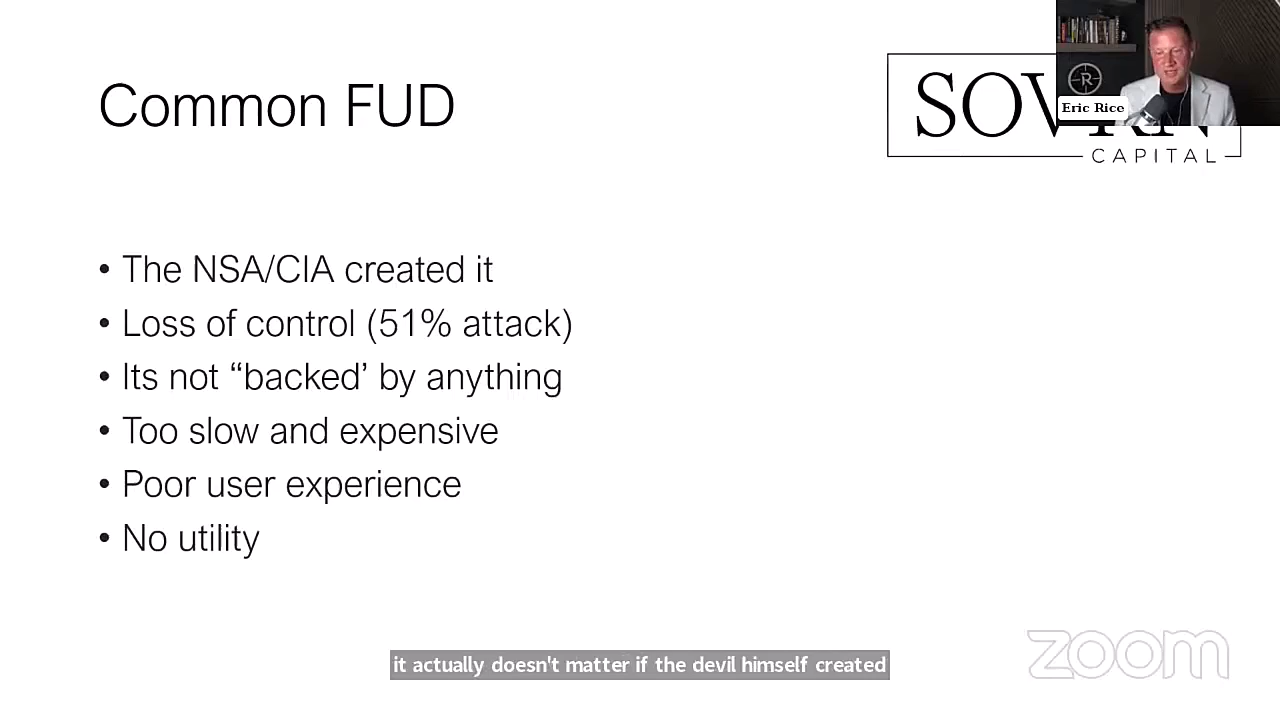 Common FUD
SOV
CAPITAL
R
Eric Rice
• The NSA/CIA created it
• Loss of control (51% attack)
• Its not “backed’ by anything
• Too slow and expensive
• Poor user experience
• No utility
it actually doesn't matter if the devil himself created
zoom